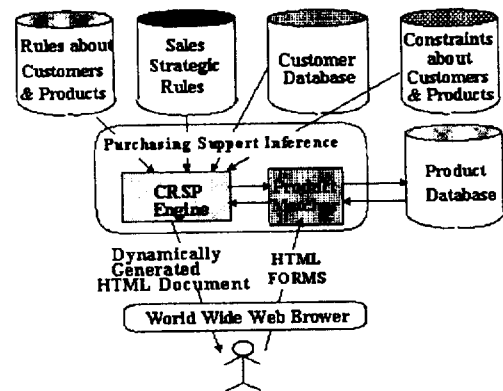 Rules about
Customers
& Products
Sales
Strategic
Rules
Customer
Database
Constraints
about
Customers
& Products
Purchasing Support Inference
CRSP
Engine
Product
Product
Database
Dynamically
Generated
HTML Document
HTML
FORMS
World Wide Web Brower